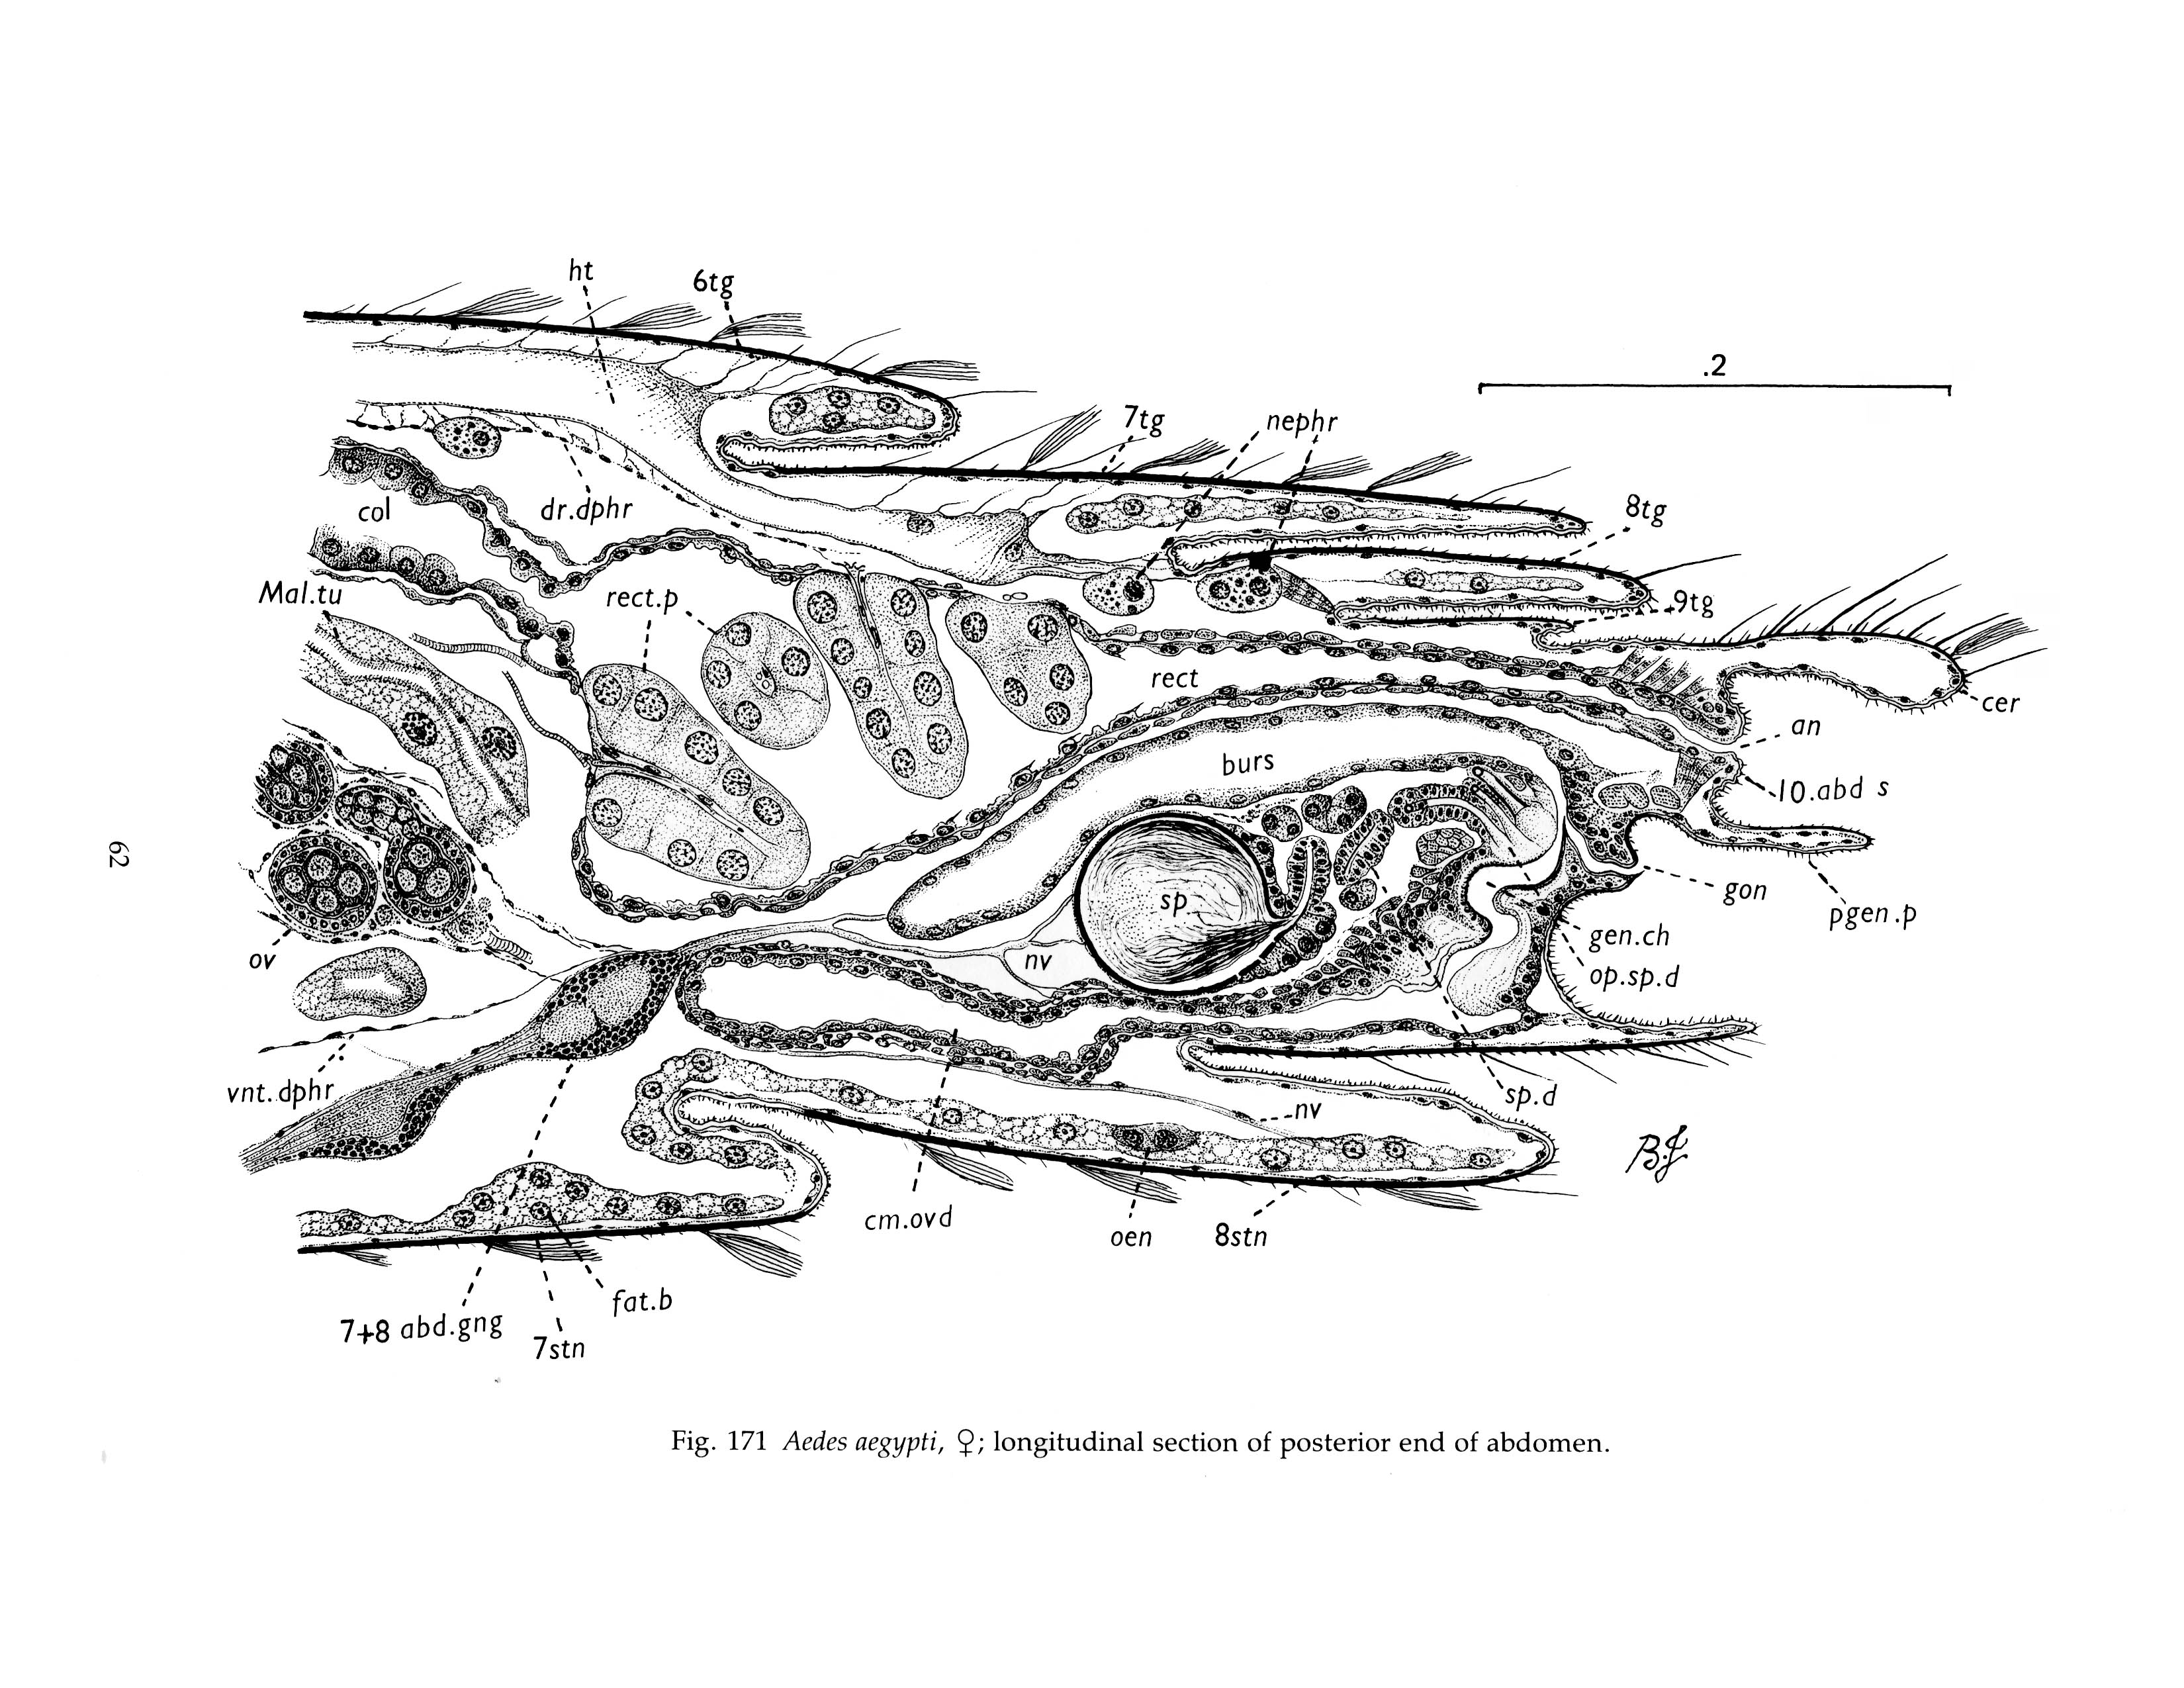 ht
6tg
.2
7tg
nephr
8tg
col
dr.dphr
Mal.tu
rect.p
9tg
rect
cer
an
burs
10.abd s
62
sp
gon
pgen.p
ov
nv
gen.ch
op.sp.d
vnt.dphr
sp.d
nv
BJ
cm.ovd
oen
8stn
fat.b
7+8 abd.gng
7stn
Fig. 171 Aedes aegypti, ♀; longitudinal section of posterior end of abdomen.